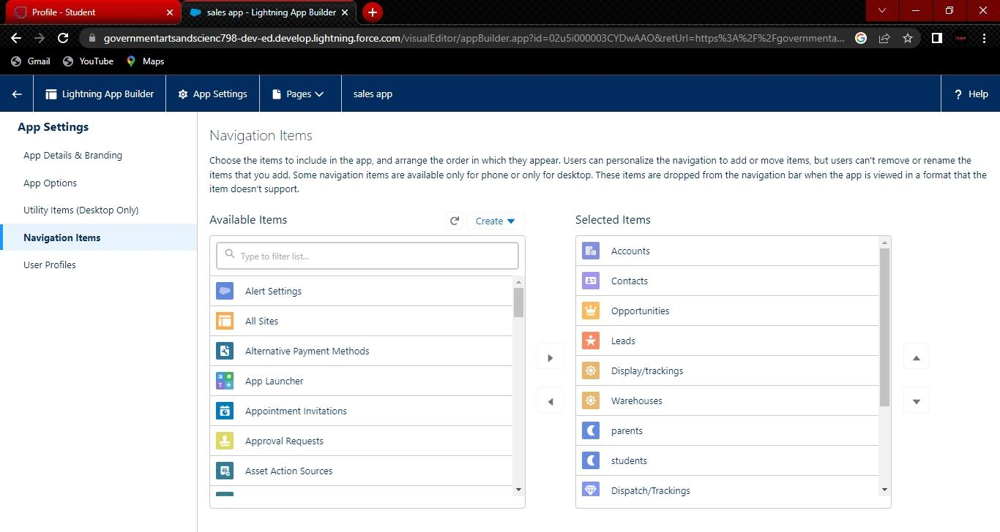 Profile - Student
sales app - Lightning App Builder
governmentartsandscienc798-dev-ed.develop.lightning.force.com/visualEditor/appBuilder.app?id=02u5i000003CYDwAAO&retUrl=https%3A%2F%2Fgovernmenta...
Gmail
YouTube
Maps
Lightning App Builder
App Settings
Pages
sales app
? Help
App Settings
App Details & Branding
App Options
Utility Items (Desktop Only)
Navigation Items
User Profiles
Navigation Items
Choose the items to include in the app, and arrange the order in which they appear. Users can personalize the navigation to add or move items, but users can't remove or rename the
items that you add. Some navigation items are available only for phone or only for desktop. These items are dropped from the navigation bar when the app is viewed in a format that the
item doesn't support.
Available Items
Create
Type to filter list...
Alert Settings
All Sites
Alternative Payment Methods
App Launcher
Appointment Invitations
Approval Requests
Asset Action Sources
Selected Items
Accounts
Contacts
Opportunities
Leads
Display/trackings
Warehouses
parents
students
Dispatch/Trackings